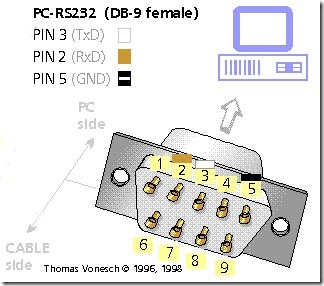 PC-RS232 (DB-9 female)
PIN 3 (TxD)
PIN 2 (RxD)
PIN 5 (GND)
PC
side
1 2 3 4 5
6 7 8 9
CABLE
side
Thomas Vonesch © 1996, 1998